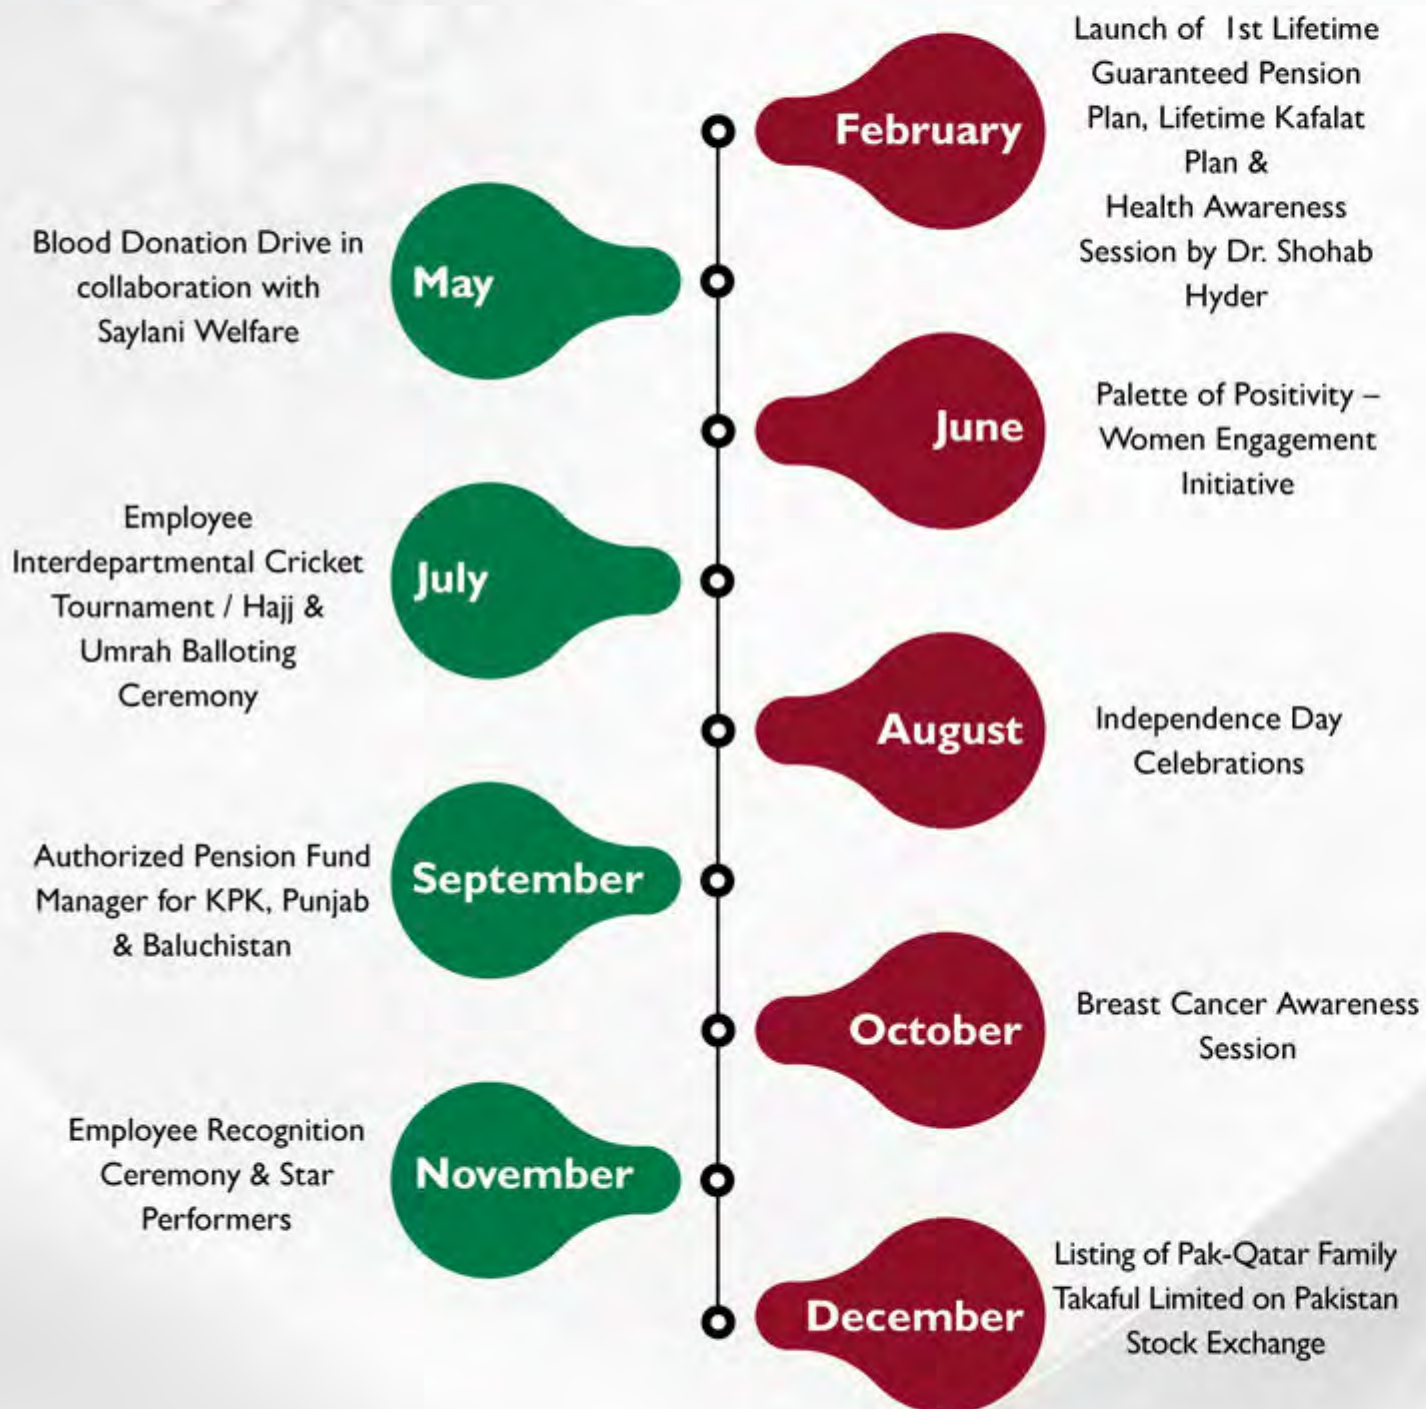 February
Launch of 1st Lifetime
Guaranteed Pension
Plan, Lifetime Kafalat
Plan &
Health Awareness
Session by Dr. Shohab
Hyder
May
Blood Donation Drive in
collaboration with
Saylani Welfare
June
Palette of Positivity –
Women Engagement
Initiative
July
Employee
Interdepartmental Cricket
Tournament / Hajj &
Umrah Balloting
Ceremony
August
Independence Day
Celebrations
September
Authorized Pension Fund
Manager for KPK, Punjab
& Baluchistan
October
Breast Cancer Awareness
Session
November
Employee Recognition
Ceremony & Star
Performers
December
Listing of Pak-Qatar Family
Takaful Limited on Pakistan
Stock Exchange